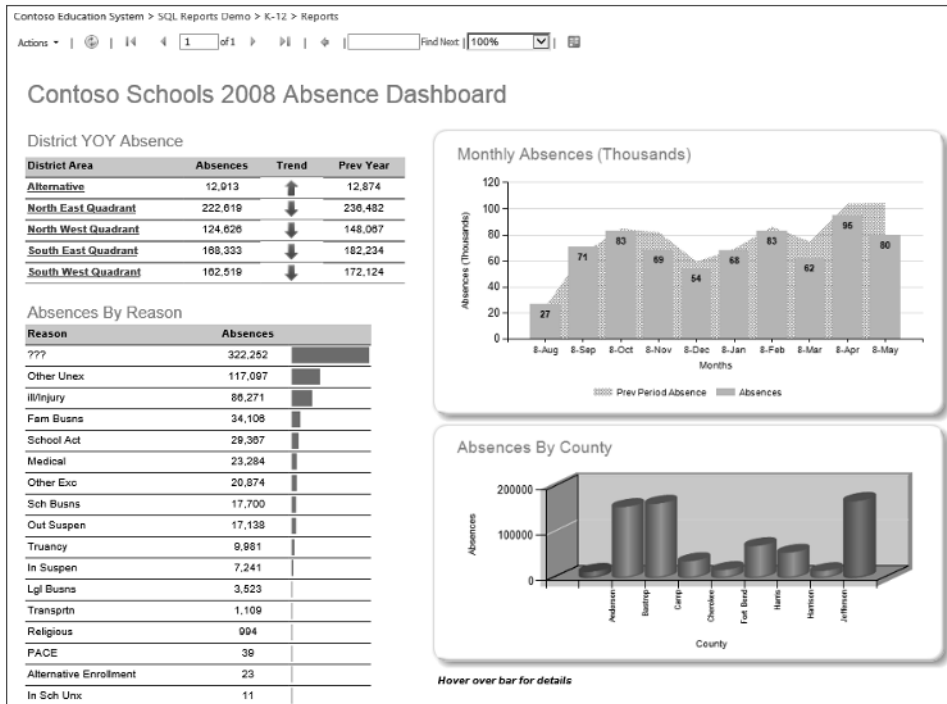 Contoso Education System > SQL Reports Demo > K-12 > Reports
Actions 1 of 1 Find Next 100%
Contoso Schools 2008 Absence Dashboard
District YOY Absence
District Area Absences Trend Prev Year
Alternative 12,913 12,874
North East Quadrant 222,619 236,482
North West Quadrant 124,626 148,067
South East Quadrant 168,333 182,234
South West Quadrant 162,519 172,124
Absences By Reason
Reason Absences
??? 322,252
Other Unex 117,097
ill/Injury 86,271
Fam Busns 34,106
School Act 29,367
Medical 23,284
Other Exc 20,874
Sch Busns 17,700
Out Suspen 17,138
Truancy 9,981
In Suspen 7,241
Lgl Busns 3,523
Transprtn 1,109
Religious 994
PACE 39
Alternative Enrollment 23
In Sch Unx 11
Monthly Absences (Thousands)
Absences (Thousands)
120
100
80
60
40
20
0
27 71 83 69 54 68 83 62 95 80
8-Aug 8-Sep 8-Oct 8-Nov 8-Dec 8-Jan 8-Feb 8-Mar 8-Apr 8-May
Months
Prev Period Absence Absences
Absences By County
Absences
200000
100000
0
Anderson Bastrop Camp Cherokee Fort Bend Harris Harrison Jefferson
County
Hover over bar for details